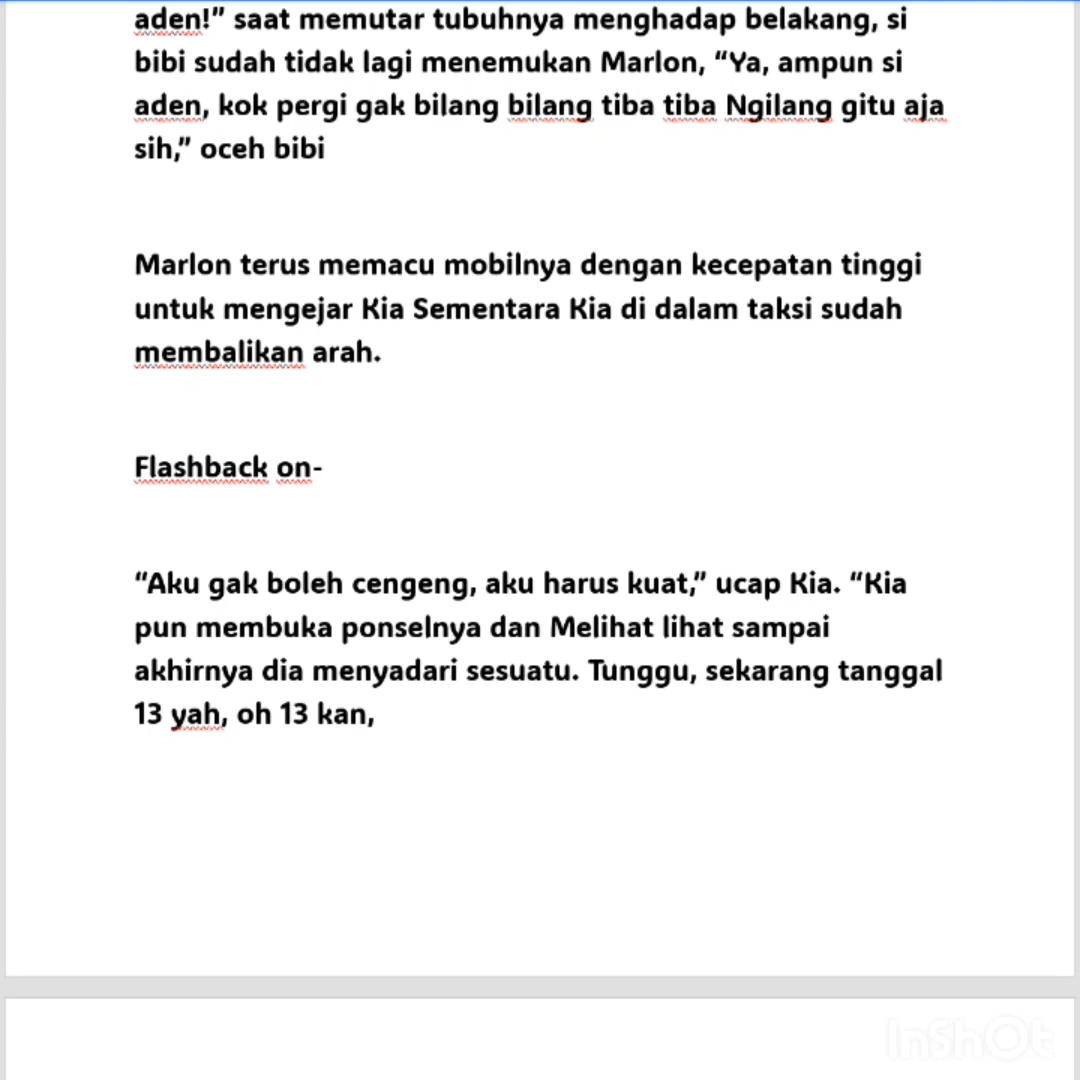 aden!” saat memutar tubuhnya menghadap belakang, si
bibi sudah tidak lagi menemukan Marlon, “Ya, ampun si
aden, kok pergi gak bilang bilang tiba tiba Ngilang gitu aja
sih,” oceh bibi
Marlon terus memacu mobilnya dengan kecepatan tinggi
untuk mengejar Kia Sementara Kia di dalam taksi sudah
membalikan arah.
Flashback on-
“Aku gak boleh cengeng, aku harus kuat,” ucap Kia. “Kia
pun membuka ponselnya dan Melihat lihat sampai
akhirnya dia menyadari sesuatu. Tunggu, sekarang tanggal
13 yah, oh 13 kan,
InShOt